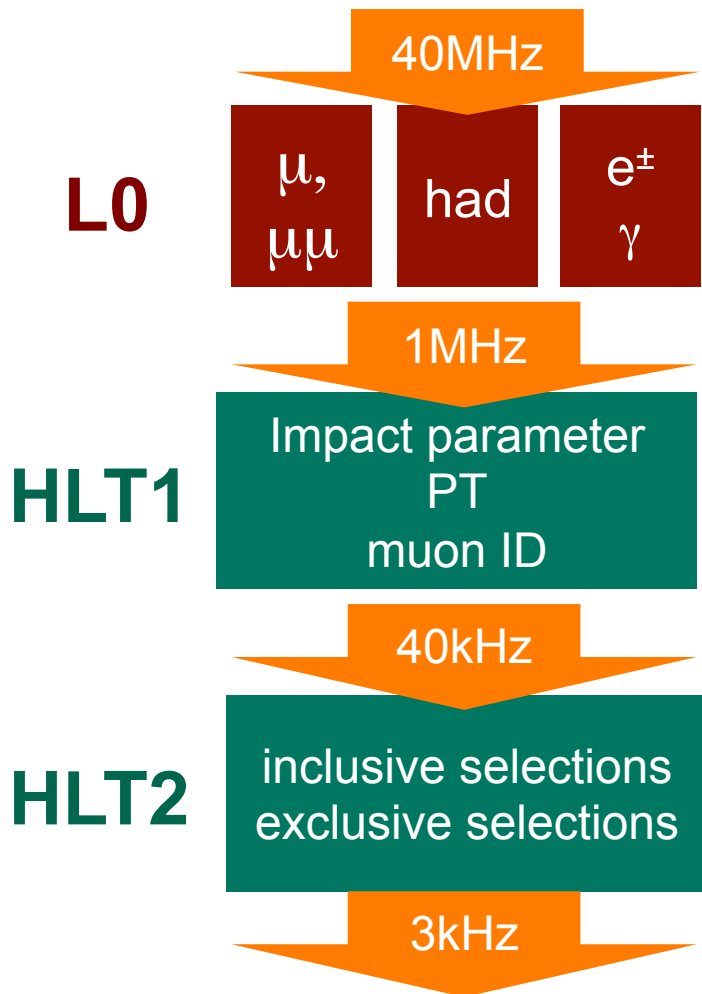 40MHz
L0
μ,
μμ
had
e±
γ
1MHz
HLT1
Impact parameter
PT
muon ID
40kHz
HLT2
inclusive selections
exclusive selections
3kHz